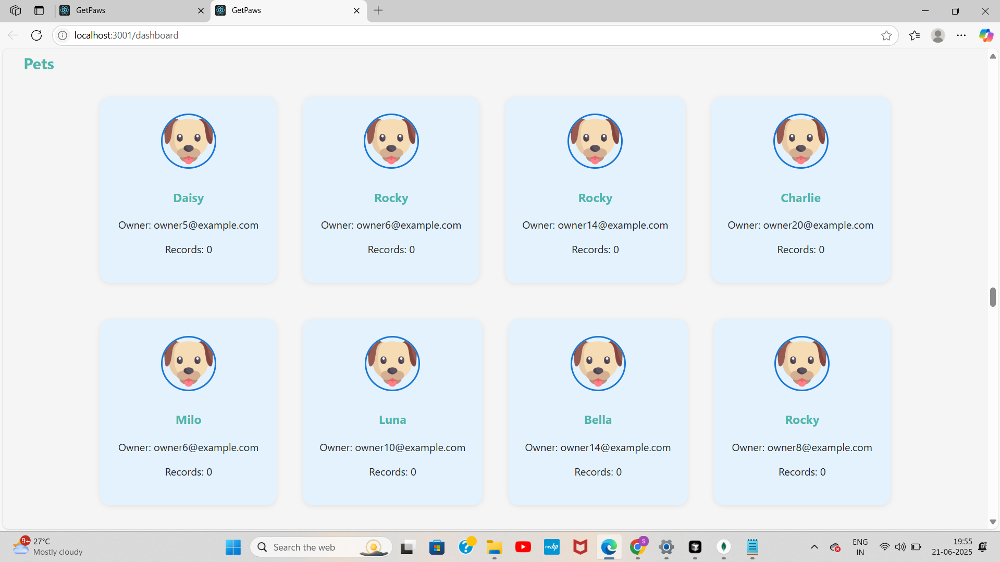 GetPaws
GetPaws
localhost:3001/dashboard
Pets
Daisy
Owner: owner5@example.com
Records: 0
Rocky
Owner: owner6@example.com
Records: 0
Rocky
Owner: owner14@example.com
Records: 0
Charlie
Owner: owner20@example.com
Records: 0
Milo
Owner: owner6@example.com
Records: 0
Luna
Owner: owner10@example.com
Records: 0
Bella
Owner: owner14@example.com
Records: 0
Rocky
Owner: owner8@example.com
Records: 0
9+
27°C
Mostly cloudy
Search the web
myhp
S
ENG
IN
19:55
21-06-2025